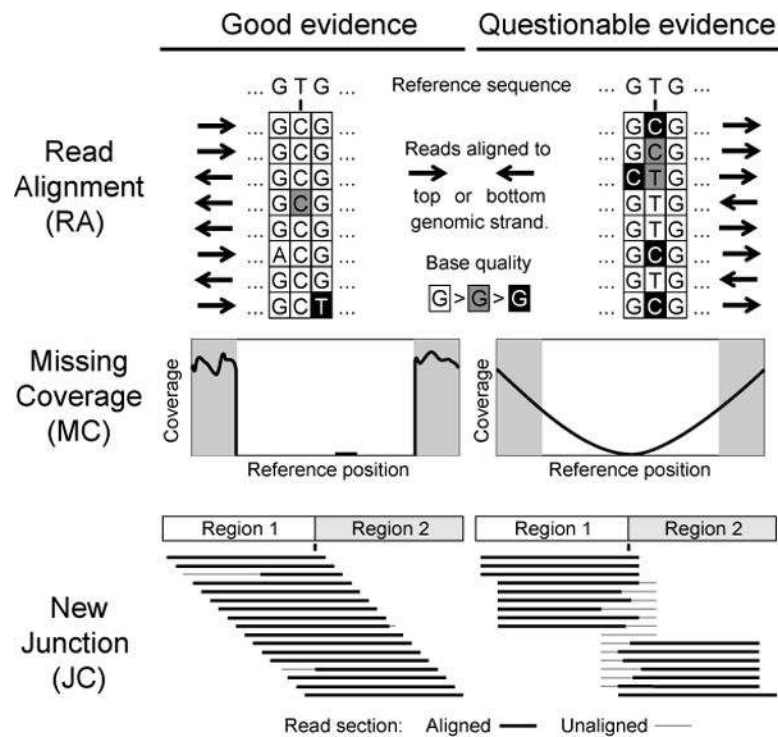 Good evidence
Questionable evidence
Read
Alignment
(RA)
... G T G ...
Reference sequence
... G T G ...
... G C G ...
... G C G ...
... G C G ...
... G C G ...
... G C G ...
... A C G ...
... G C G ...
... G C T ...
Reads aligned to
top or bottom
genomic strand.
Base quality
G > G > G
... G C G ...
... G C G ...
... C T G ...
... G T G ...
... G T G ...
... G C G ...
... G T G ...
... G C G ...
Missing
Coverage
(MC)
Coverage
Reference position
Coverage
Reference position
New
Junction
(JC)
Region 1
Region 2
Region 1
Region 2
Read section: Aligned Unaligned